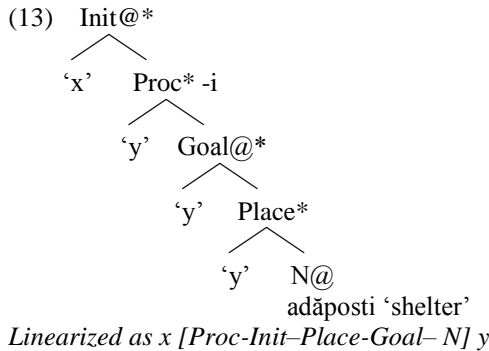 (13) Init@*
‘x’ Proc* -i
‘y’ Goal@*
‘y’ Place*
‘y’ N@
adăposti ‘shelter’
Linearized as x [Proc-Init–Place-Goal– N] y